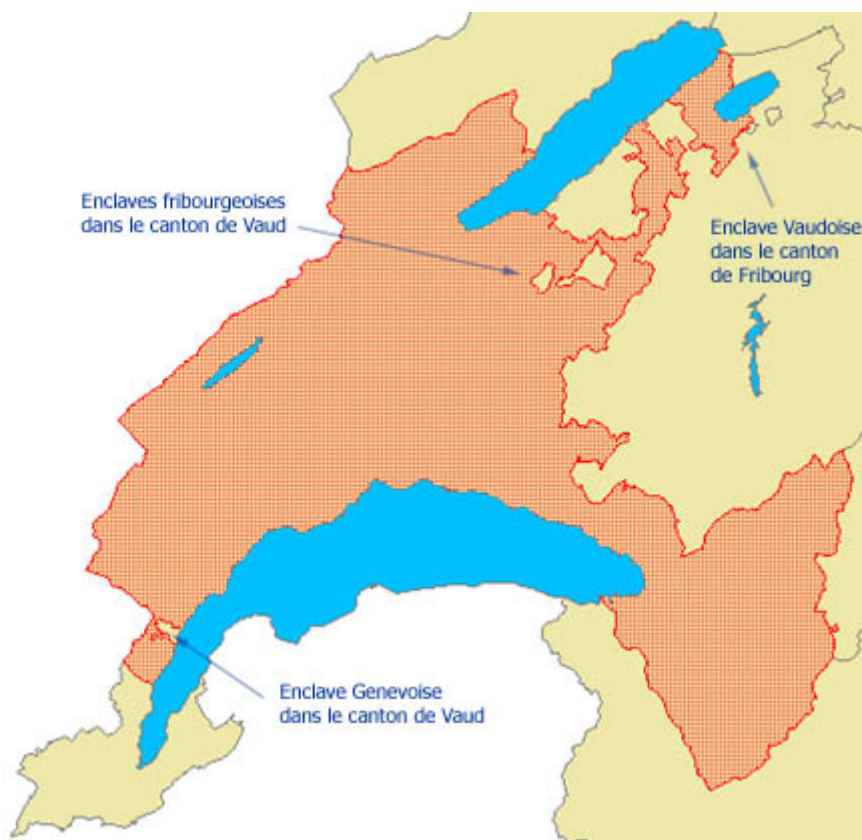 Enclaves fribourgeoises
dans le canton de Vaud
Enclave Vaudoise
dans le canton
de Fribourg
Enclave Genevoise
dans le canton de Vaud